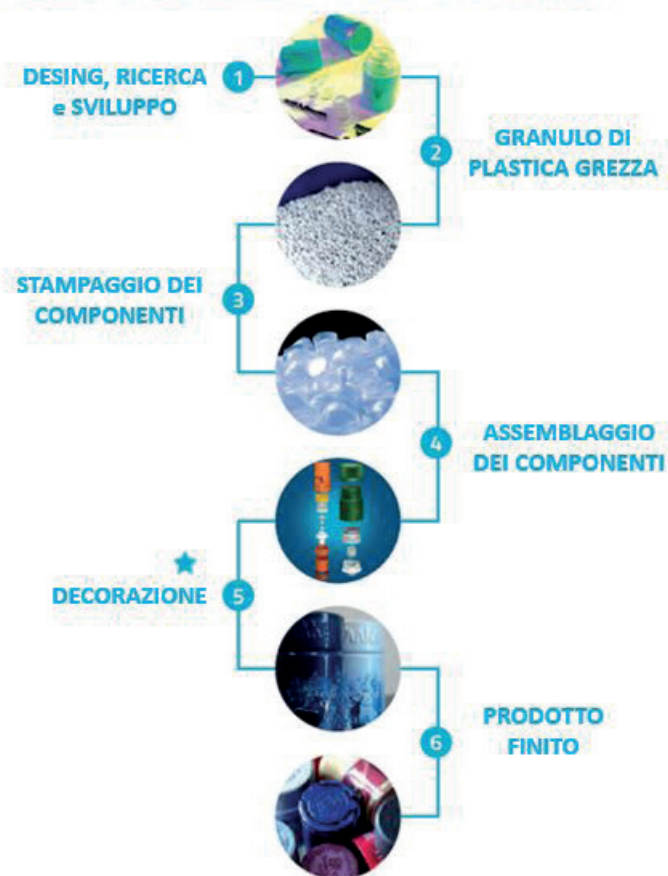 DESING, RICERCA
e SVILUPPO
1
2
GRANULO DI
PLASTICA GREZZA
STAMPAGGIO DEI
COMPONENTI
3
4
ASSEMBLAGGIO
DEI COMPONENTI
DECORAZIONE
5
6
PRODOTTO
FINITO